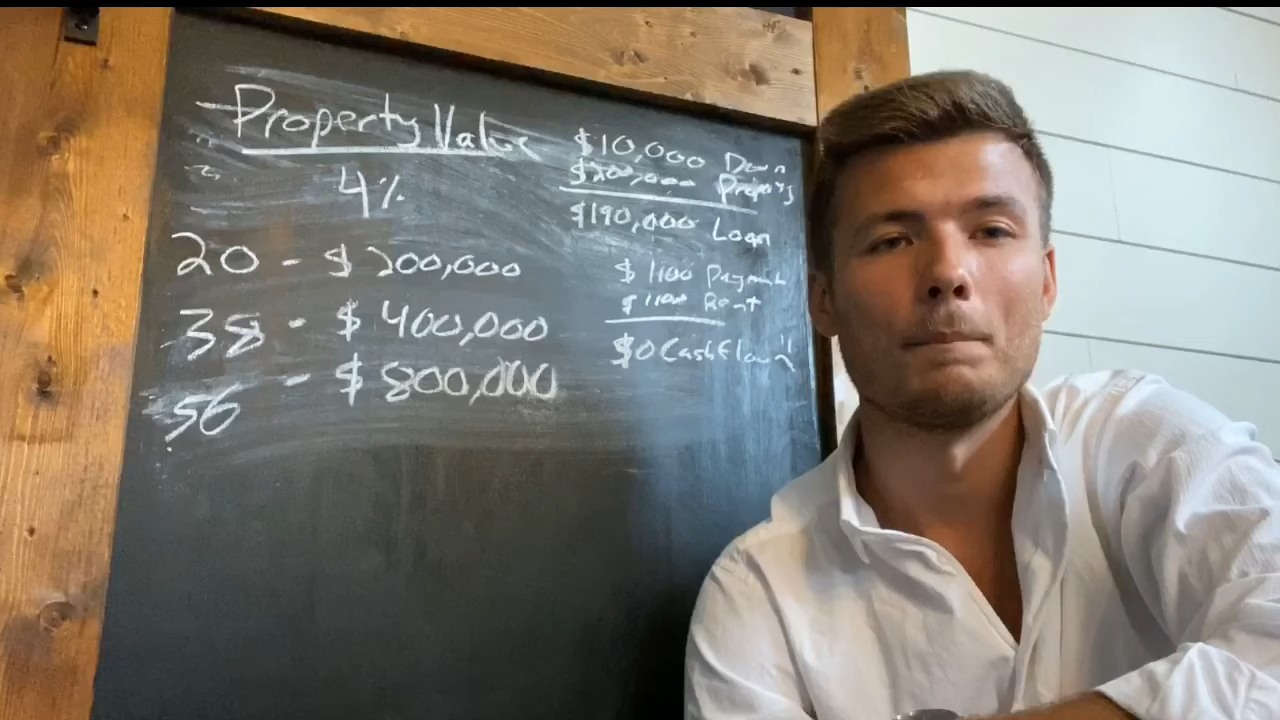 Property Value
4%
20 - $200,000
38 - $400,000
56 - $800,000
$10,000 Down
$200,000 Property
$190,000 Loan
$1100 Payment
$1100 Rent
$0 Cashflow